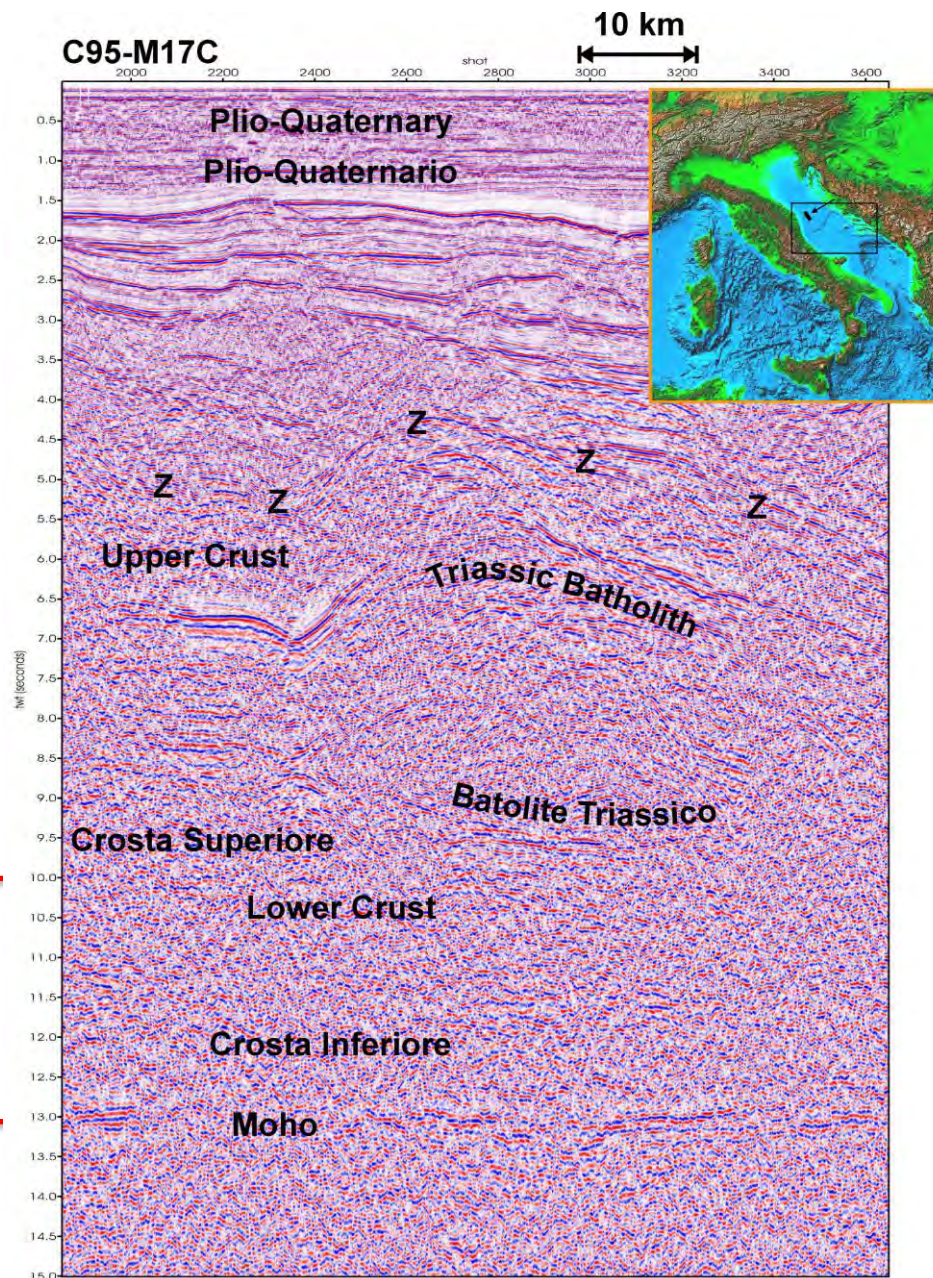 10 km
C95-M17C
shot
2000 2200 2400 2600 2800 3000 3200 3400 3600
Plio-Quaternary
0.5
Plio-Quaternario
1.0
1.5
2.0
2.5
3.0
3.5
4.0
Z
4.5
Z
Z
5.0
Z
Z
5.5
Upper Crust
6.0
Triassic Batholith
6.5
7.0
twt (seconds)
7.5
8.0
8.5
9.0
Batolite Triassico
Crosta Superiore
9.5
10.0
Lower Crust
10.5
11.0
11.5
12.0
Crosta Inferiore
12.5
13.0
Moho
13.5
14.0
14.5
15.0